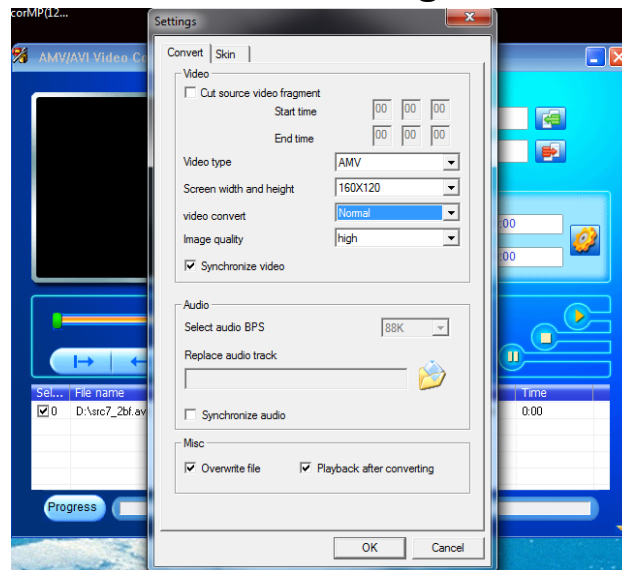 corMP(12...
Settings
AMV/AVI Video Co
Convert Skin
Video
Cut source video fragment
Start time 00 00 00
End time 00 00 00
Video type AMV
Screen width and height 160X120
video convert Normal
:00
Image quality high
:00
Synchronize video
Audio
Select audio BPS 88K
Replace audio track
Sel... File name Time
0 D:\src7_2bf.av 0:00
Synchronize audio
Misc
Overwrite file Playback after converting
Progress
OK Cancel